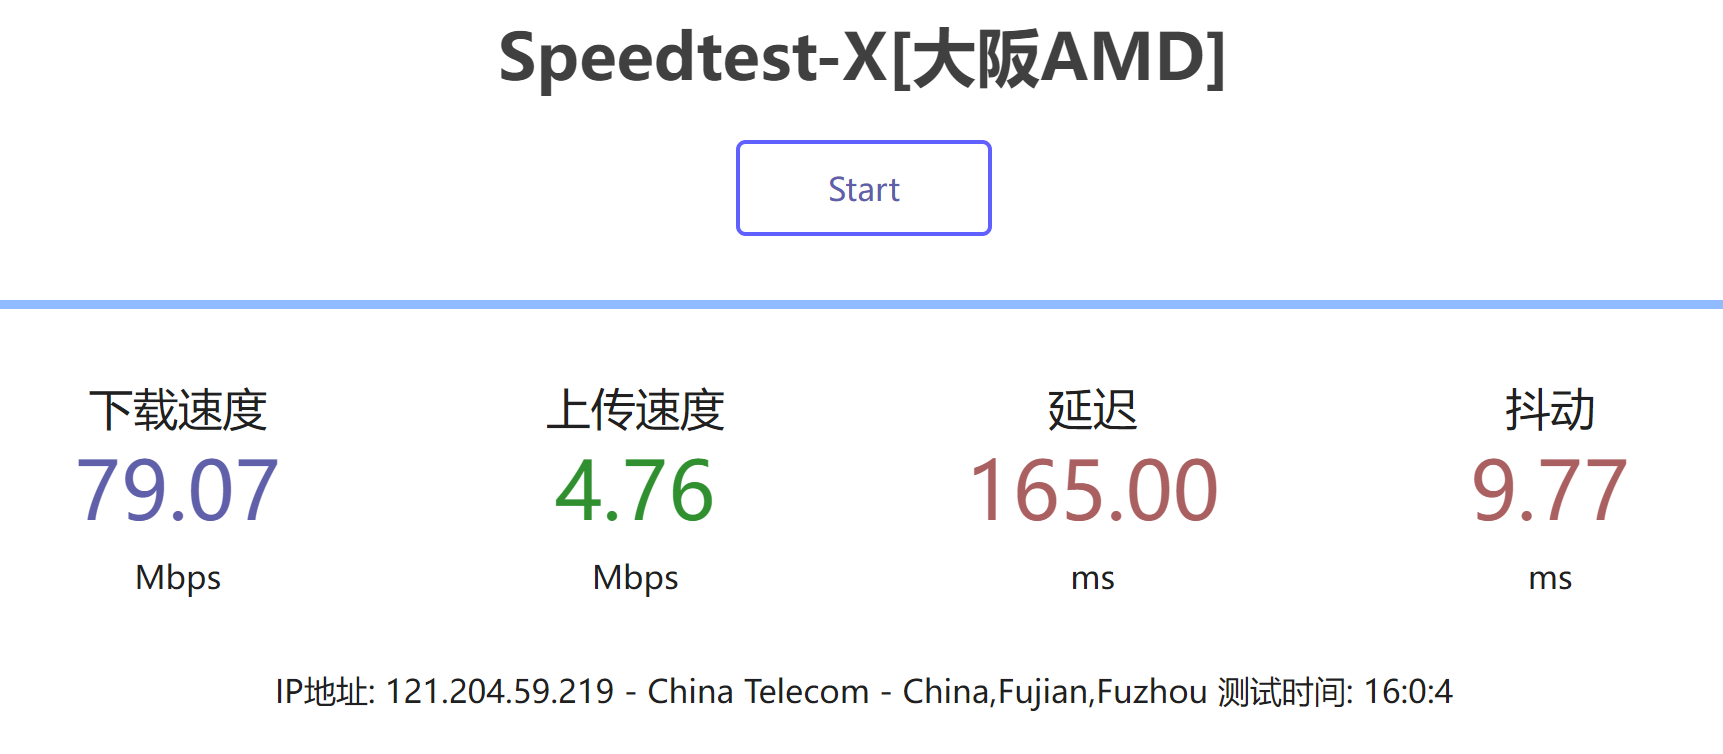 Speedtest-X[大阪AMD]
Start
下载速度 上传速度 延迟 抖动
79.07 4.76 165.00 9.77
Mbps Mbps ms ms
IP地址: 121.204.59.219 - China Telecom - China,Fujian,Fuzhou 测试时间: 16:0:4